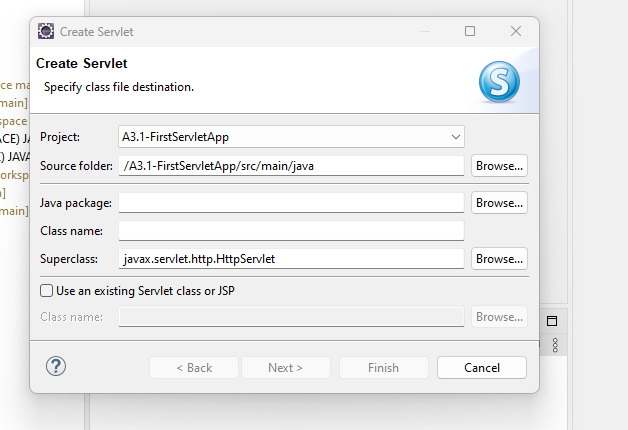 Create Servlet
Create Servlet
Specify class file destination.
ce ma
main]
space
ACE) JAVA
E) JAVA
orksp
n]
main]
Project: A3.1-FirstServletApp
Source folder: /A3.1-FirstServletApp/src/main/java Browse...
Java package: Browse...
Class name:
Superclass: javax.servlet.http.HttpServlet Browse...
Use an existing Servlet class or JSP
Class name: Browse...
? < Back Next > Finish Cancel